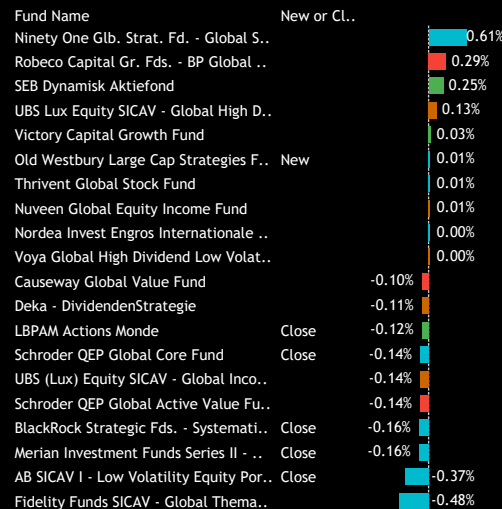 Fund Name New or Cl..
Ninety One Glb. Strat. Fd. - Global S.. 0.61%
Robeco Capital Gr. Fds. - BP Global .. 0.29%
SEB Dynamisk Aktiefond 0.25%
UBS Lux Equity SICAV - Global High D.. 0.13%
Victory Capital Growth Fund 0.03%
Old Westbury Large Cap Strategies F.. New 0.01%
Thrivent Global Stock Fund 0.01%
Nuveen Global Equity Income Fund 0.01%
Nordea Invest Engros Internationale .. 0.00%
Voya Global High Dividend Low Volat.. 0.00%
Causeway Global Value Fund -0.10%
Deka - DividendenStrategie -0.11%
LBPAM Actions Monde Close -0.12%
Schroder QEP Global Core Fund Close -0.14%
UBS (Lux) Equity SICAV - Global Inco.. -0.14%
Schroder QEP Global Active Value Fu.. -0.14%
BlackRock Strategic Fds. - Systemati.. Close -0.16%
Merian Investment Funds Series II - .. Close -0.16%
AB SICAV I - Low Volatility Equity Por.. Close -0.37%
Fidelity Funds SICAV - Global Thema.. -0.48%